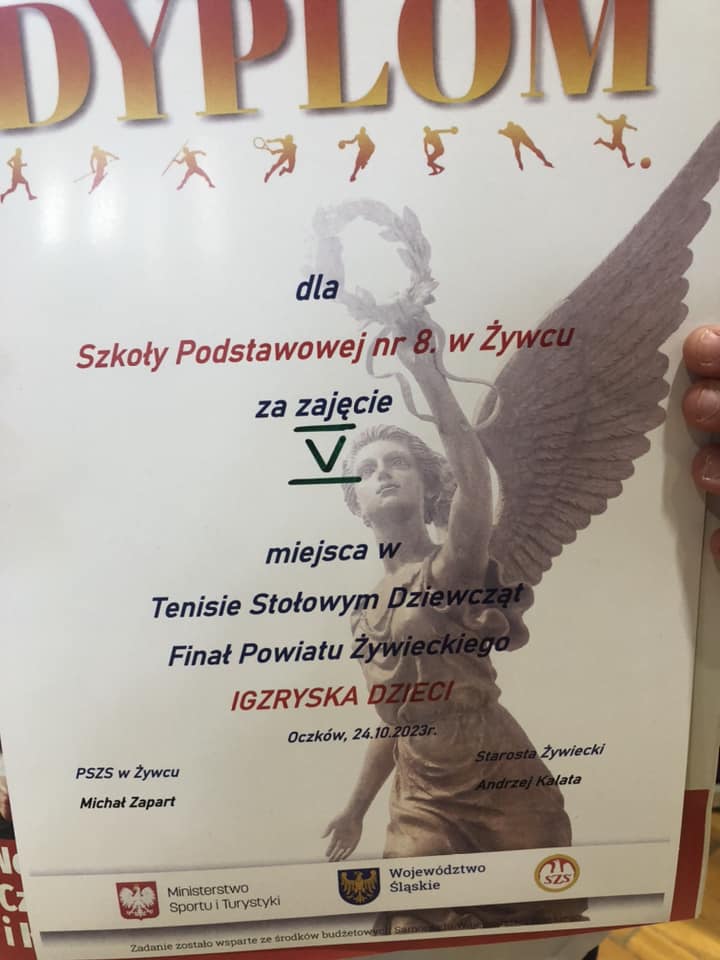 DYPLOM
dla
Szkoły Podstawowej nr 8. w Żywcu
za zajęcie
V
miejsca w
Tenisie Stołowym Dziewcząt
Finał Powiatu Żywieckiego
IGZRYSKA DZIECI
Oczków, 24.10.2023r.
PSZS w Żywcu
Michał Zapart
Starosta Żywiecki
Andrzej Kalata
Ministerstwo
Sportu i Turystyki
Województwo
Śląskie
SZS
Zadanie zostało wsparte ze środków budżetowych